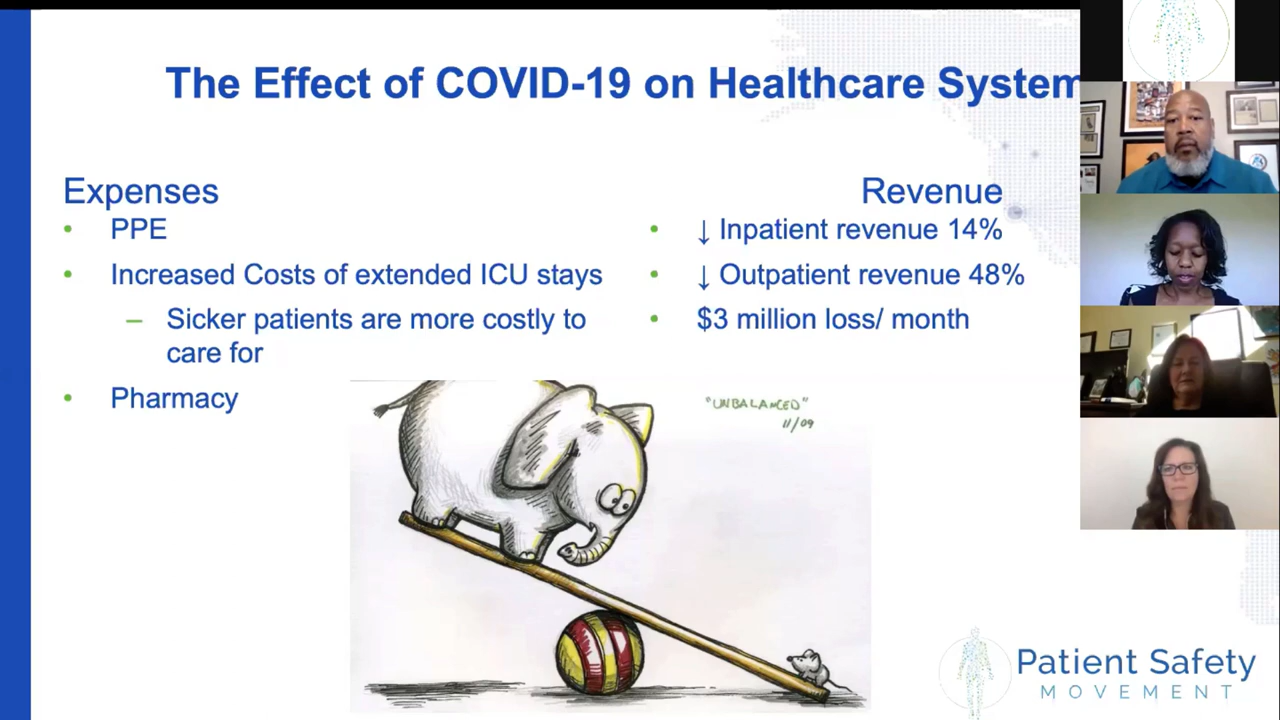 The Effect of COVID-19 on Healthcare System
Expenses
• PPE
• Increased Costs of extended ICU stays
– Sicker patients are more costly to
care for
• Pharmacy
Revenue
• ↓ Inpatient revenue 14%
• ↓ Outpatient revenue 48%
• $3 million loss/ month
"UNBALANCED"
11/09
Patient Safety
MOVEMENT